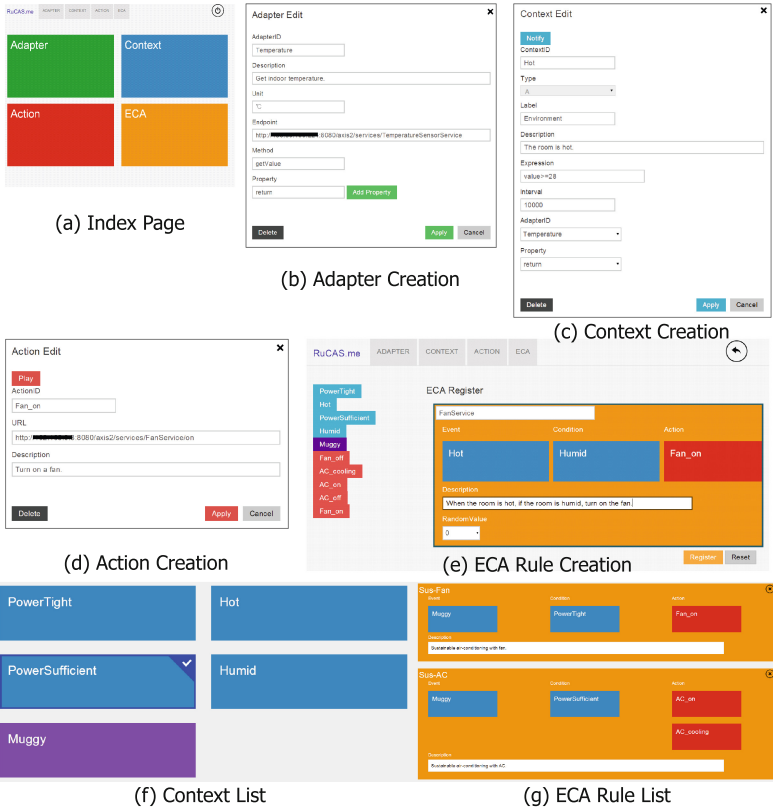 RuCAS.me ADAPTER CONTEXT ACTION ECA
Adapter
Context
Action
ECA
(a) Index Page
Adapter Edit
AdapterID
Temperature
Description
Get indoor temperature.
Unit
℃
Endpoint
http://:8080/axis2/services/TemperatureSensorService
Method
getValue
Property
return
Add Property
Delete
Apply
Cancel
(b) Adapter Creation
Context Edit
Notify
ContextID
Hot
Type
A
Label
Environment
Description
The room is hot.
Expression
value>=28
Interval
10000
AdapterID
Temperature
Property
return
Delete
Apply
Cancel
(c) Context Creation
Action Edit
Play
ActionID
Fan_on
URL
http://:8080/axis2/services/FanService/on
Description
Turn on a fan.
Delete
Apply
Cancel
(d) Action Creation
RuCAS.me ADAPTER CONTEXT ACTION ECA
PowerTight
Hot
PowerSufficient
Humid
Muggy
Fan_off
AC_cooling
AC_on
AC_off
Fan_on
ECA Register
FanService
Event Condition Action
Hot Humid Fan_on
Description
When the room is hot, if the room is humid, turn on the fan.
RandomValue
0
Register
Reset
(e) ECA Rule Creation
PowerTight
Hot
PowerSufficient
Humid
Muggy
(f) Context List
Sus-Fan
Event Condition Action
Muggy PowerTight Fan_on
Description
Sustainable air-conditioning with fan.
Sus-AC
Event Condition Action
Muggy PowerSufficiant AC_on
AC_cooling
Description
Sustainable air-conditioning with AC
(g) ECA Rule List